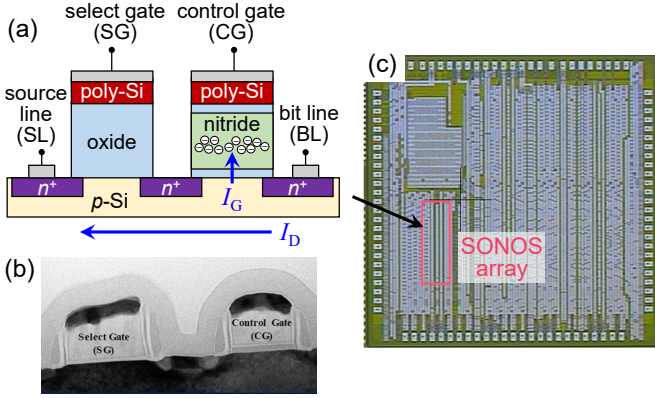 (a)
select gate
(SG)
control gate
(CG)
poly-Si
poly-Si
source
line
(SL)
oxide
nitride
bit line
(BL)
n+
n+
n+
p-Si
IG
ID
(b)
Select Gate
(SG)
Control Gate
(CG)
(c)
SONOS
array